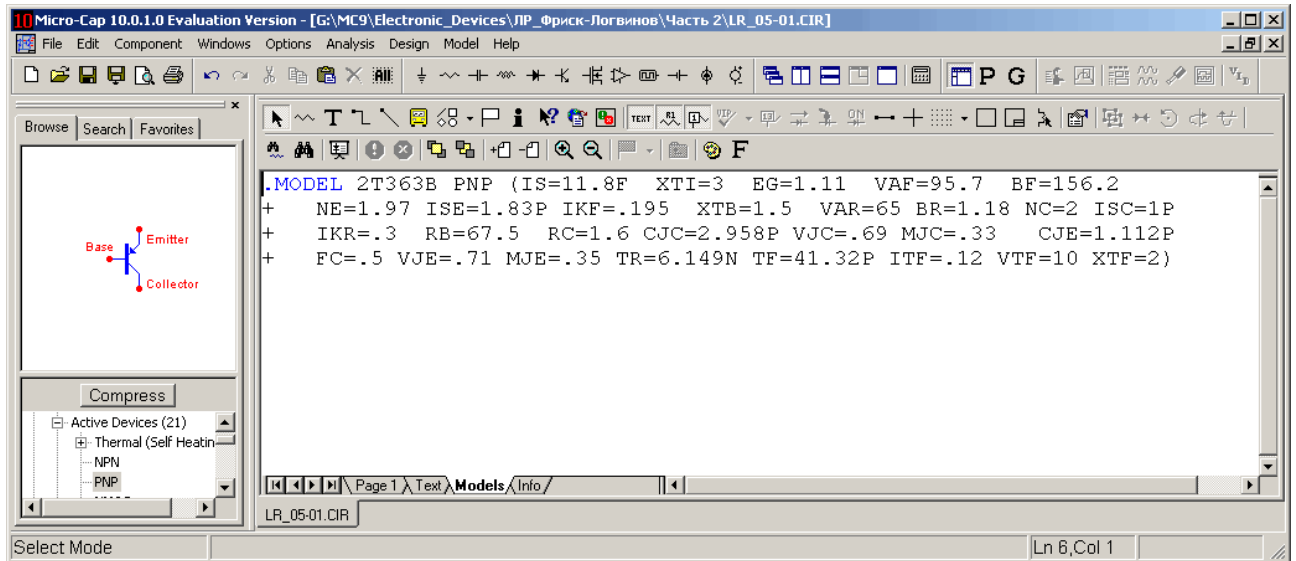 10 Micro-Cap 10.0.1.0 Evaluation Version - [G:\MC9\Electronic_Devices\ЛР_Фриск-Логвинов\Часть 2\LR_05-01.CIR]
File Edit Component Windows Options Analysis Design Model Help
All P G
Browse Search Favorites
T TEXT
F
Base
Emitter
Collector
.MODEL 2T363B PNP (IS=11.8F XTI=3 EG=1.11 VAF=95.7 BF=156.2
+ NE=1.97 ISE=1.83P IKF=.195 XTB=1.5 VAR=65 BR=1.18 NC=2 ISC=1P
+ IKR=.3 RB=67.5 RC=1.6 CJC=2.958P VJC=.69 MJC=.33 CJE=1.112P
+ FC=.5 VJE=.71 MJE=.35 TR=6.149N TF=41.32P ITF=.12 VTF=10 XTF=2)
Compress
Active Devices (21)
Thermal (Self Heatin
NPN
PNP
Page 1 Text Models Info
LR_05-01.CIR
Select Mode
Ln 6,Col 1